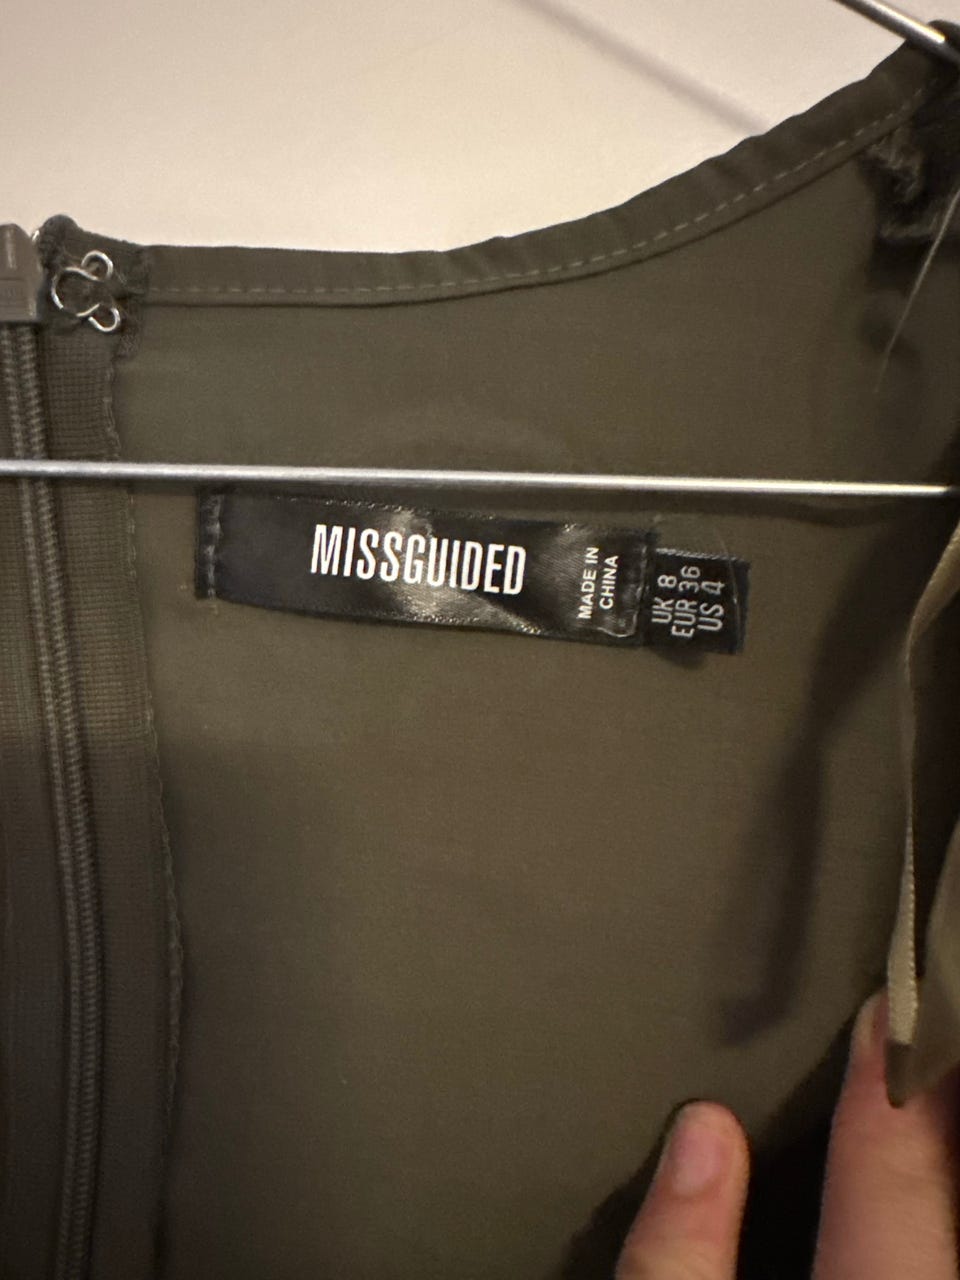 MISSGUIDED
MADE IN
CHINA
UK 8
EUR 36
US 4